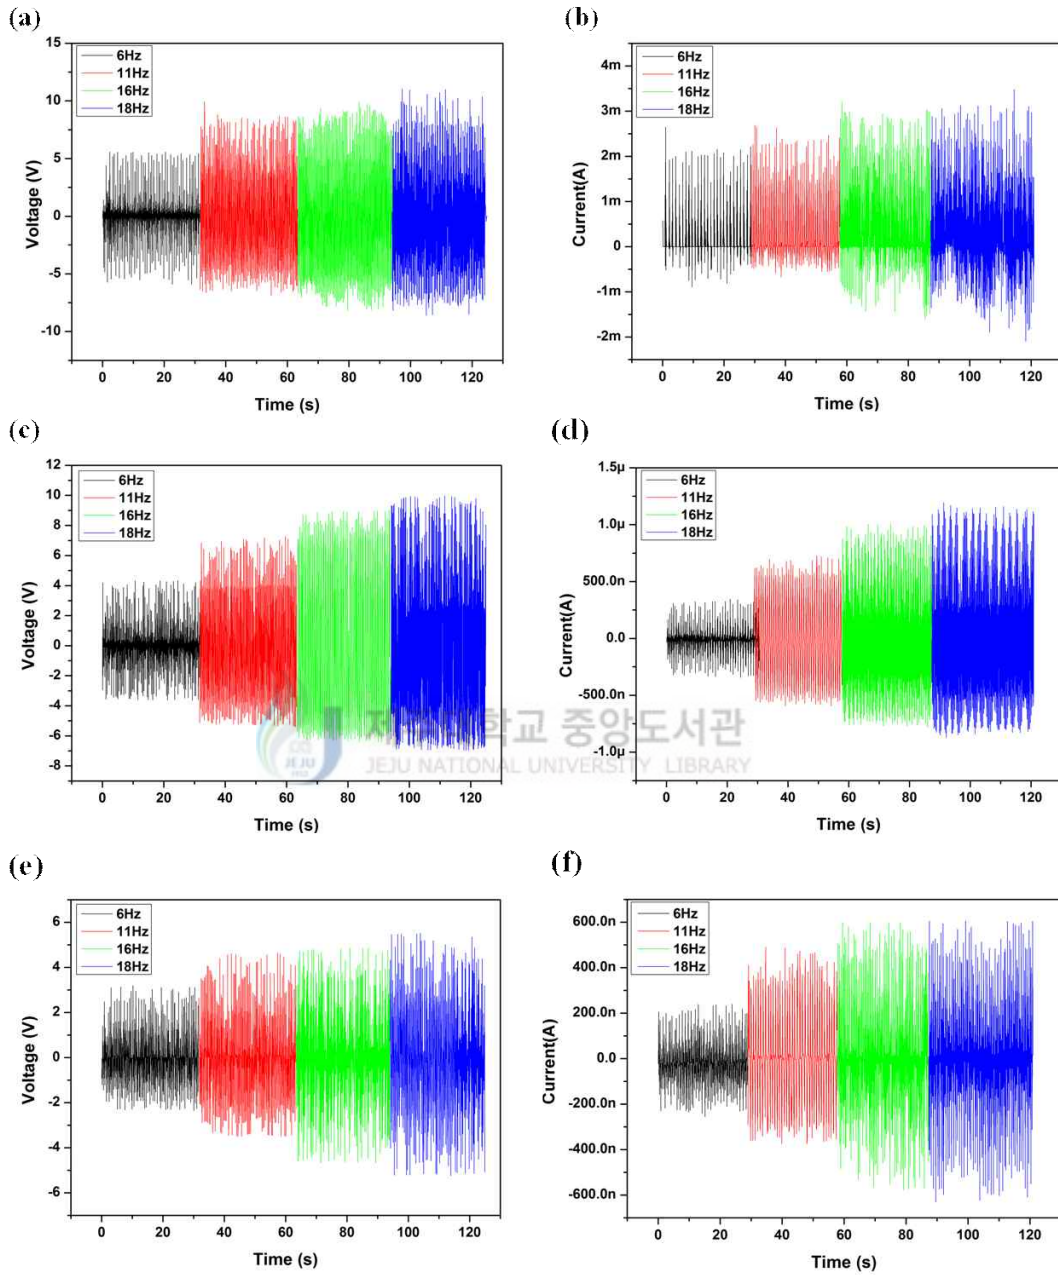 (a)
15
10
5
0
-5
-10
0 20 40 60 80 100 120
Voltage (V)
Time (s)
6Hz
11Hz
16Hz
18Hz
(b)
4m
3m
2m
1m
0
-1m
-2m
0 20 40 60 80 100 120
Current(A)
Time (s)
6Hz
11Hz
16Hz
18Hz
(c)
12
10
8
6
4
2
0
-2
-4
-6
-8
0 20 40 60 80 100 120
Voltage (V)
Time (s)
6Hz
11Hz
16Hz
18Hz
(d)
1.5µ
1.0µ
500.0n
0.0
-500.0n
-1.0µ
0 20 40 60 80 100 120
Current(A)
Time (s)
6Hz
11Hz
16Hz
18Hz
중앙도서관
JEJU NATIONAL UNIVERSITY LIBRARY
JEJU
1952
(e)
6
4
2
0
-2
-4
-6
0 20 40 60 80 100 120
Voltage (V)
Time (s)
6Hz
11Hz
16Hz
18Hz
(f)
600.0n
400.0n
200.0n
0.0
-200.0n
-400.0n
-600.0n
0 20 40 60 80 100 120
Current(A)
Time (s)
6Hz
11Hz
16Hz
18Hz